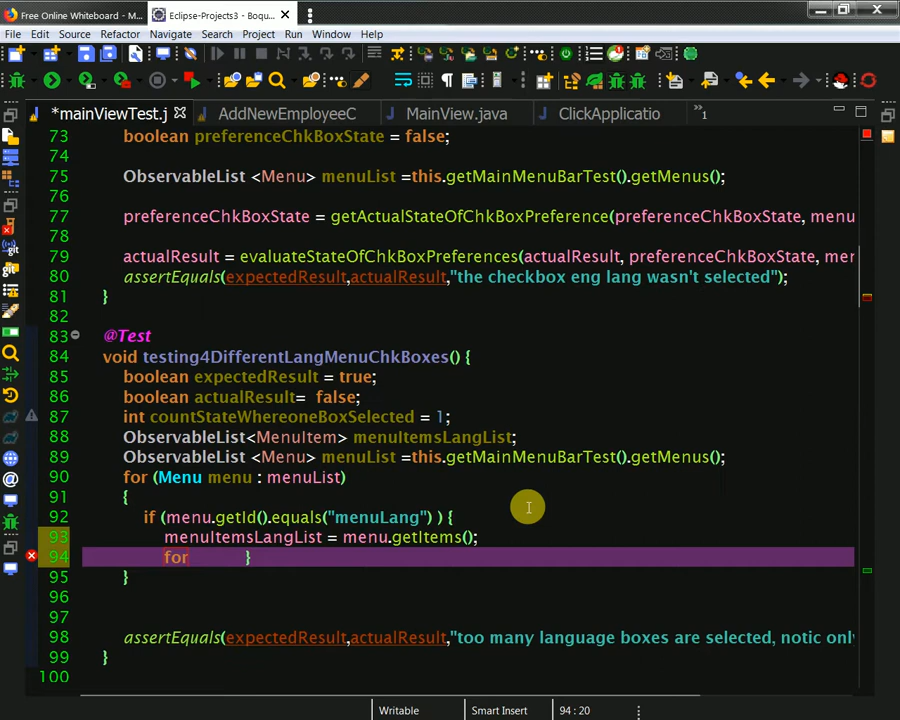 Free Online Whiteboard - M...
Eclipse-Projects3 - Boqu...
File Edit Source Refactor Navigate Search Project Run Window Help
*mainViewTest.j
AddNewEmployeeC
MainView.java
ClickApplicatio
»1
73 boolean preferenceChkBoxState = false;
74
75 ObservableList <Menu> menuList =this.getMainMenuBarTest().getMenus();
76
77 preferenceChkBoxState = getActualStateOfChkBoxPreference(preferenceChkBoxState, menu
78
79 actualResult = evaluateStateOfChkBoxPreferences(actualResult, preferenceChkBoxState, mer
80 assertEquals(expectedResult,actualResult,"the checkbox eng lang wasn't selected");
81 }
82
83 @Test
84 void testing4DifferentLangMenuChkBoxes() {
85 boolean expectedResult = true;
86 boolean actualResult= false;
87 int countStateWhereoneBoxSelected = 1;
88 ObservableList<MenuItem> menuItemsLangList;
89 ObservableList <Menu> menuList =this.getMainMenuBarTest().getMenus();
90 for (Menu menu : menuList)
91 {
92 if (menu.getId().equals("menuLang") ) {
93 menuItemsLangList = menu.getItems();
94 for }
95 }
96
97
98 assertEquals(expectedResult,actualResult,"too many language boxes are selected, notic only
99 }
100
Writable Smart Insert 94 : 20